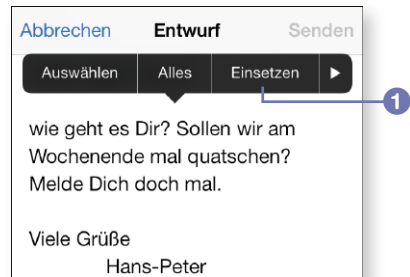 Abbrechen Entwurf Senden
Auswählen Alles Einsetzen ▶
1
wie geht es Dir? Sollen wir am
Wochenende mal quatschen?
Melde Dich doch mal.
Viele Grüße
Hans-Peter